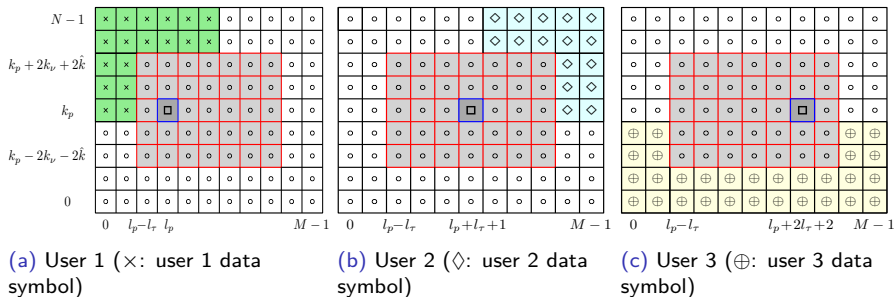 N − 1
k_p + 2k_ν + 2k̂
k_p
k_p − 2k_ν − 2k̂
0
0 l_p−l_τ l_p M − 1
0 l_p−l_τ l_p+l_τ+1 M − 1
0 l_p−l_τ l_p+2l_τ+2 M − 1
(a) User 1 (×: user 1 data
symbol)
(b) User 2 (◇: user 2 data
symbol)
(c) User 3 (⊕: user 3 data
symbol)